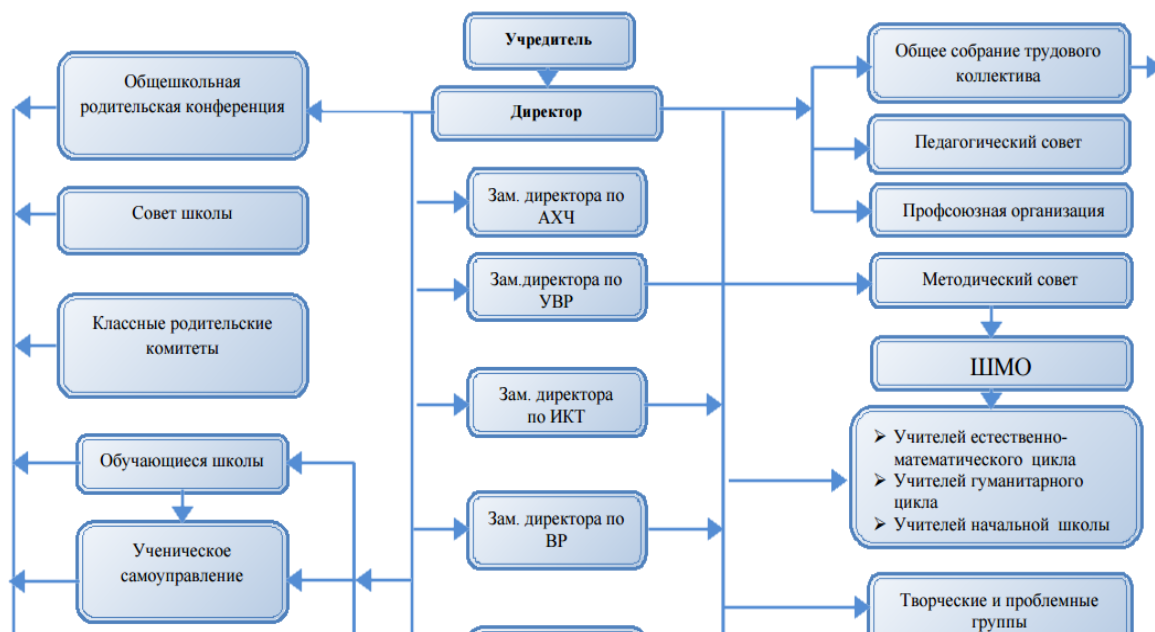 Учредитель
Директор
Общешкольная
родительская конференция
Совет школы
Классные родительские
комитеты
Обучающиеся школы
Ученическое
самоуправление
Зам. директора по
АХЧ
Зам.директора по
УВР
Зам. директора
по ИКТ
Зам. директора по
ВР
Общее собрание трудового
коллектива
Педагогический совет
Профсоюзная организация
Методический совет
ШМО
Учителей естественно-
математического цикла
Учителей гуманитарного
цикла
Учителей начальной школы
Творческие и проблемные
группы